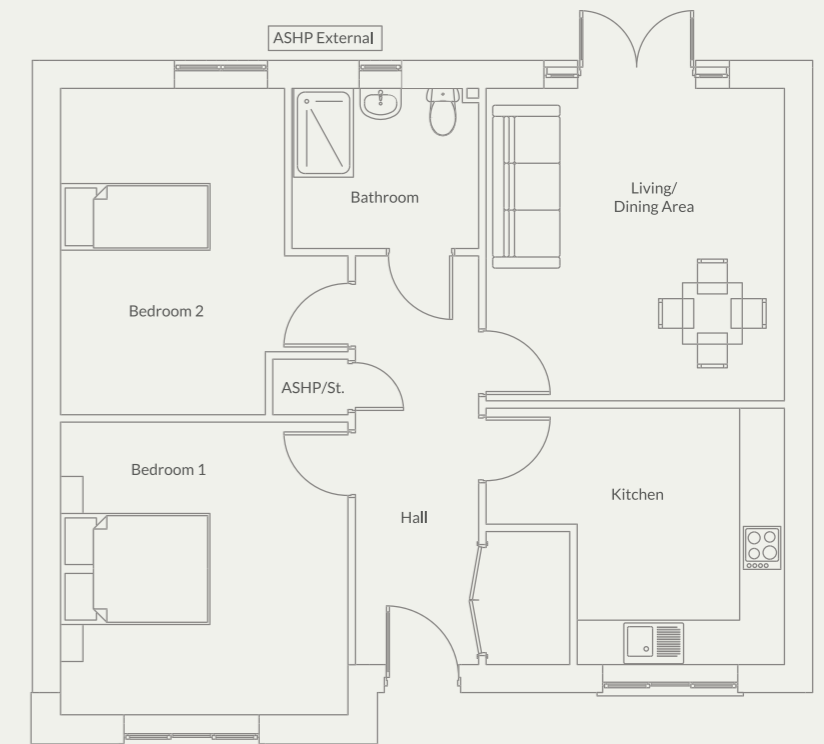 ASHP External
Bathroom
Living/
Dining Area
Bedroom 2
ASHP/St.
Bedroom 1
Kitchen
Hall